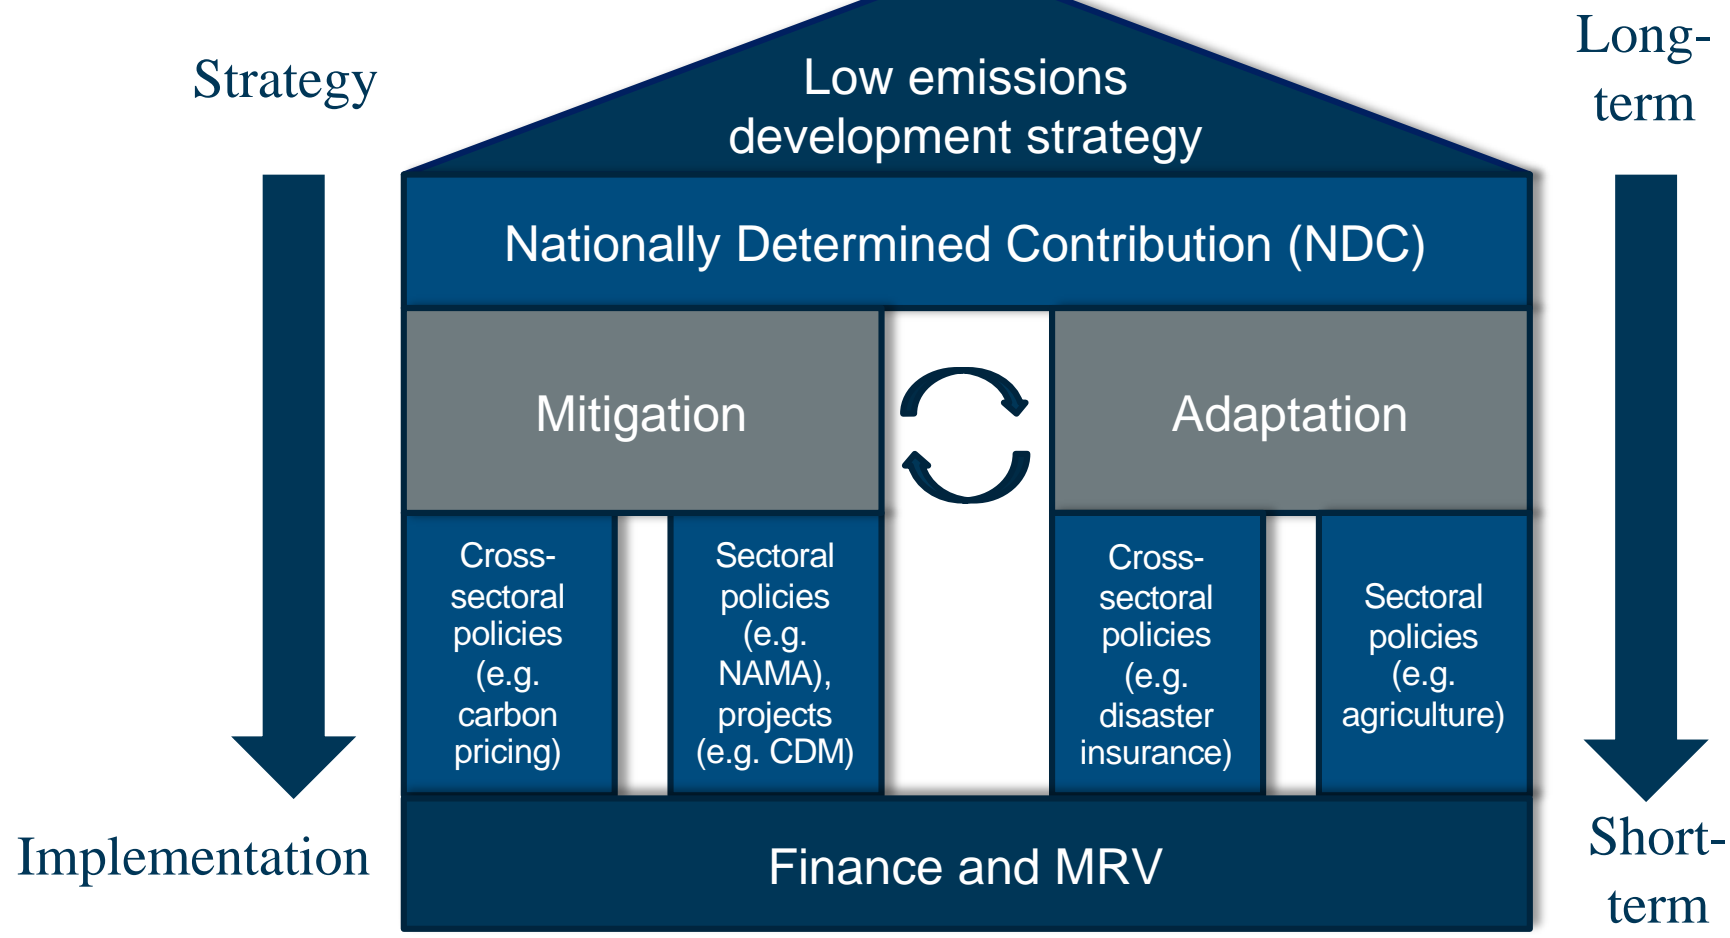 Strategy
Long-
term
Low emissions
development strategy
Nationally Determined Contribution (NDC)
Mitigation
Adaptation
Cross-
sectoral
policies
(e.g.
carbon
pricing)
Sectoral
policies
(e.g.
NAMA),
projects
(e.g. CDM)
Cross-
sectoral
policies
(e.g.
disaster
insurance)
Sectoral
policies
(e.g.
agriculture)
Implementation
Finance and MRV
Short-
term